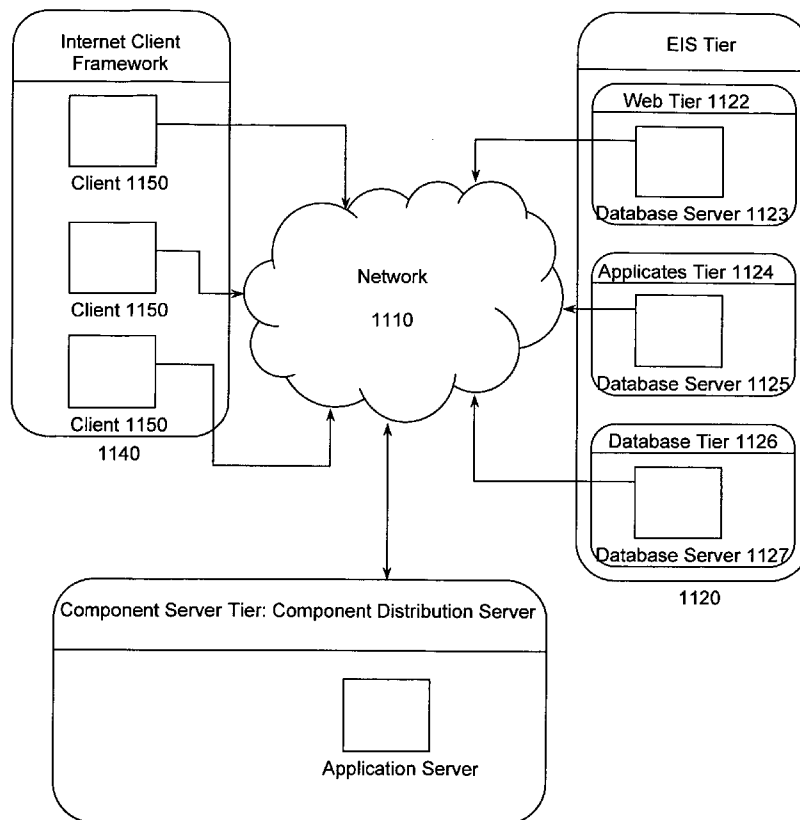 Internet Client
Framework
Client 1150
Client 1150
Client 1150
1140
Network
1110
EIS Tier
Web Tier 1122
Database Server 1123
Applicates Tier 1124
Database Server 1125
Database Tier 1126
Database Server 1127
1120
Component Server Tier: Component Distribution Server
Application Server